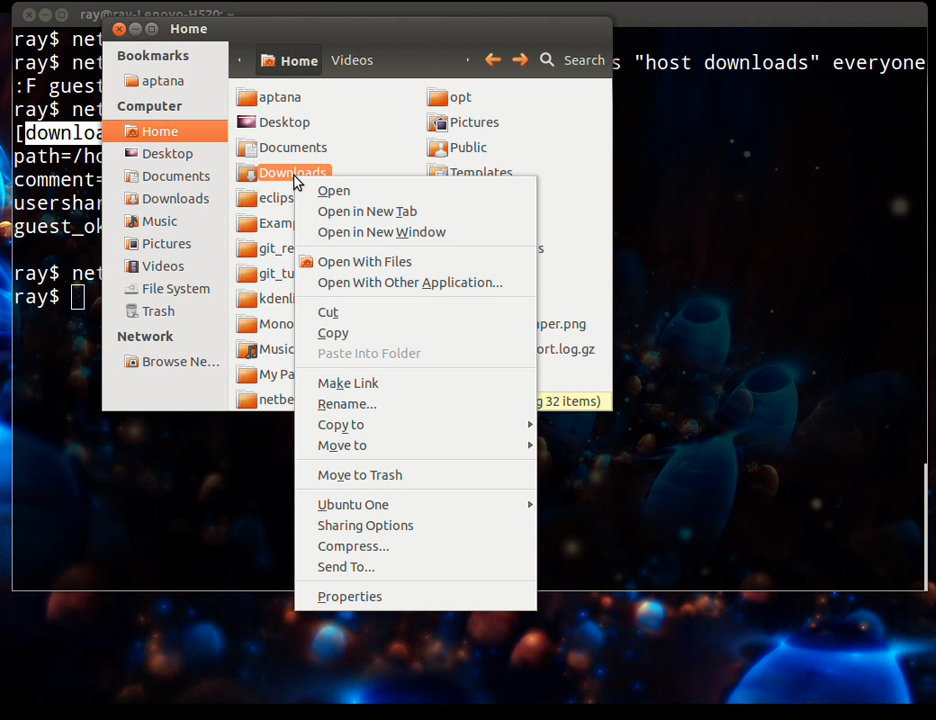 ray@ray-Lenovo-H520: ~
ray$ net
ray$ net
s "host downloads" everyone
:F guest
ray$ net
[downloa
path=/ho
comment=
usershar
guest_ok
ray$ net
ray$
Home
Bookmarks
aptana
Computer
Home
Desktop
Documents
Downloads
Music
Pictures
Videos
File System
Trash
Network
Browse Ne...
Home
Videos
Search
aptana
opt
Desktop
Pictures
Documents
Public
Downloads
Templates
eclips
Exam
git_re
s
git_tu
kdenli
Mono
aper.png
Music
ort.log.gz
My Pa
netbe
g 32 items)
Open
Open in New Tab
Open in New Window
Open With Files
Open With Other Application...
Cut
Copy
Paste Into Folder
Make Link
Rename...
Copy to
Move to
Move to Trash
Ubuntu One
Sharing Options
Compress...
Send To...
Properties